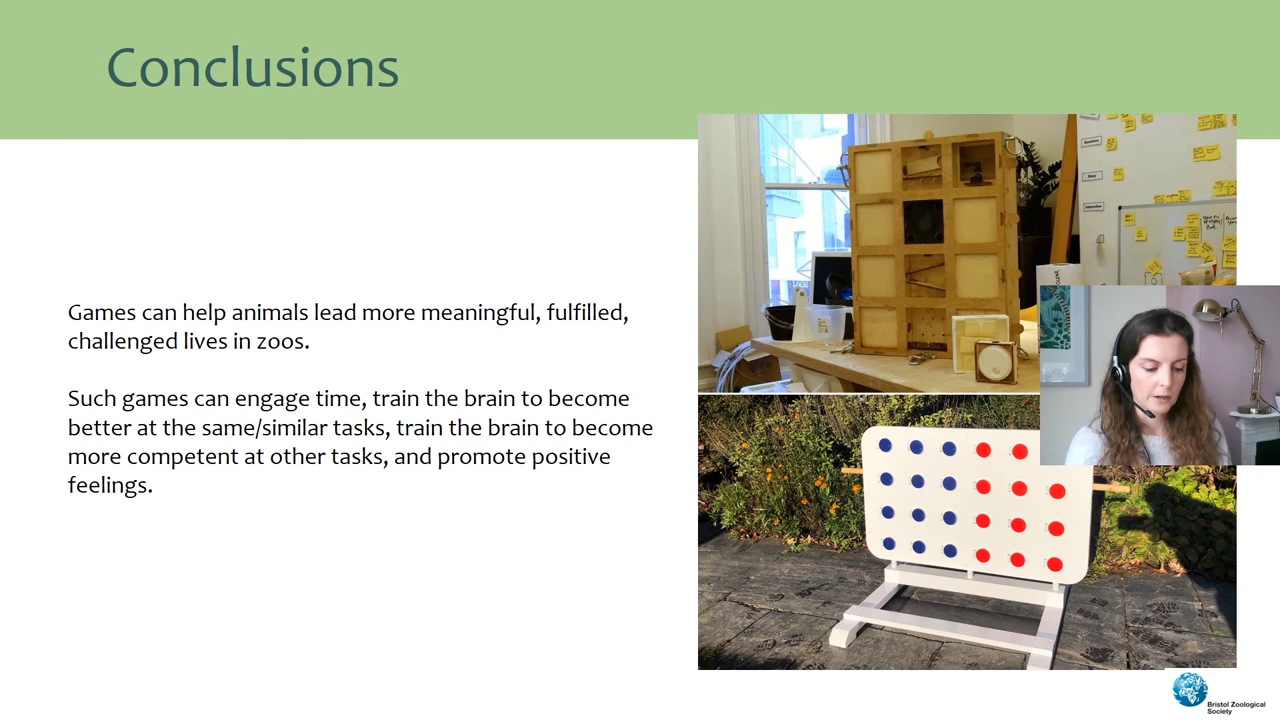 Conclusions
Games can help animals lead more meaningful, fulfilled,
challenged lives in zoos.
Such games can engage time, train the brain to become
better at the same/similar tasks, train the brain to become
more competent at other tasks, and promote positive
feelings.
Bristol Zoological
Society